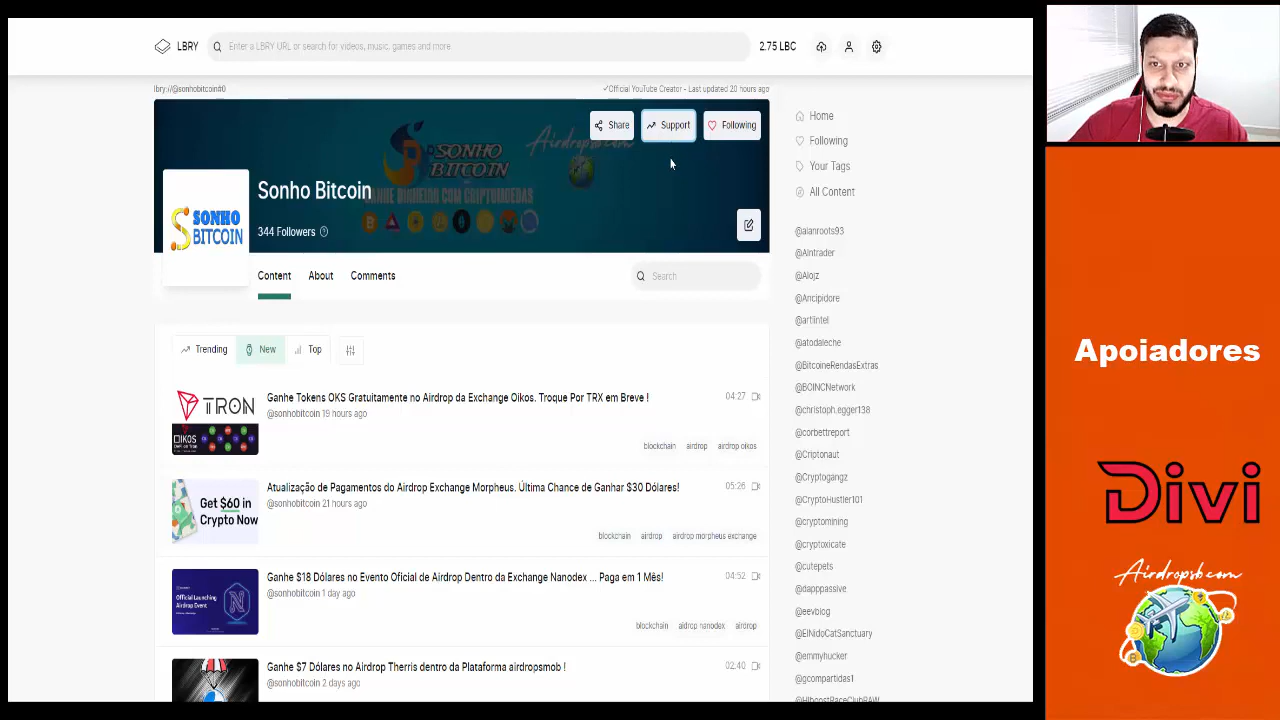 LBRY
Enter a LBRY URL or search for videos, music, games and more
2.75 LBC
lbry://@sonhobitcoin#0
✓Official YouTube Creator - Last updated 20 hours ago
Share
Support
Following
SONHO
BITCOIN
GANHE DINHEIRO COM CRIPTOMOEDAS
Airdropsb.com
SONHO
BITCOIN
Sonho Bitcoin
344 Followers
Content
About
Comments
Search
Trending
New
Top
TRON
OIKOS
Ganhe Tokens OKS Gratuitamente no Airdrop da Exchange Oikos. Troque Por TRX em Breve !
04:27
@sonhobitcoin 19 hours ago
blockchain
airdrop
airdrop oikos
Get $60 in
Crypto Now
Atualização de Pagamentos do Airdrop Exchange Morpheus. Última Chance de Ganhar $30 Dólares!
05:26
@sonhobitcoin 21 hours ago
blockchain
airdrop
airdrop morpheus exchange
Official Launching
Airdrop Event
Ganhe $18 Dólares no Evento Oficial de Airdrop Dentro da Exchange Nanodex ... Paga em 1 Mês!
04:52
@sonhobitcoin 1 day ago
blockchain
airdrop nanodex
airdrop
Ganhe $7 Dólares no Airdrop Therris dentro da Plataforma airdropsmob !
02:40
@sonhobitcoin 2 days ago
Home
Following
Your Tags
All Content
@alanroots93
@AIntrader
@Alojz
@Ancipidore
@artlintel
@atodaleche
@BitcoineRendasExtras
@BOINCNetwork
@christoph.egger138
@corbettreport
@Criptonaut
@Cryptogangz
@CryptoHustler101
@cryptomining
@cryptoxicate
@cutepets
@dapppassive
@eevblog
@ElNidoCatSanctuary
@emmyhucker
@gcompartidas1
@HIboostRaceClubRAW
Apoiadores
Divi
Airdropsb.com